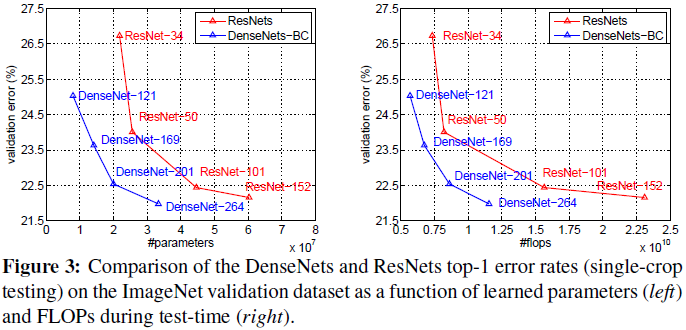 27.5
26.5
25.5
24.5
23.5
22.5
21.5
validation error (%)
ResNets
DenseNets−BC
ResNet−34
DenseNet−121
ResNet−50
DenseNet−169
DenseNet−201
ResNet−101
ResNet−152
DenseNet−264
0 1 2 3 4 5 6 7 8
#parameters
x 10^7
27.5
26.5
25.5
24.5
23.5
22.5
21.5
validation error (%)
ResNets
DenseNets−BC
ResNet−34
DenseNet−121
ResNet−50
DenseNet−169
DenseNet−201
ResNet−101
ResNet−152
DenseNet−264
0.5 0.75 1 1.25 1.5 1.75 2 2.25 2.5
#flops
x 10^10
Figure 3: Comparison of the DenseNets and ResNets top-1 error rates (single-crop
testing) on the ImageNet validation dataset as a function of learned parameters (left)
and FLOPs during test-time (right).